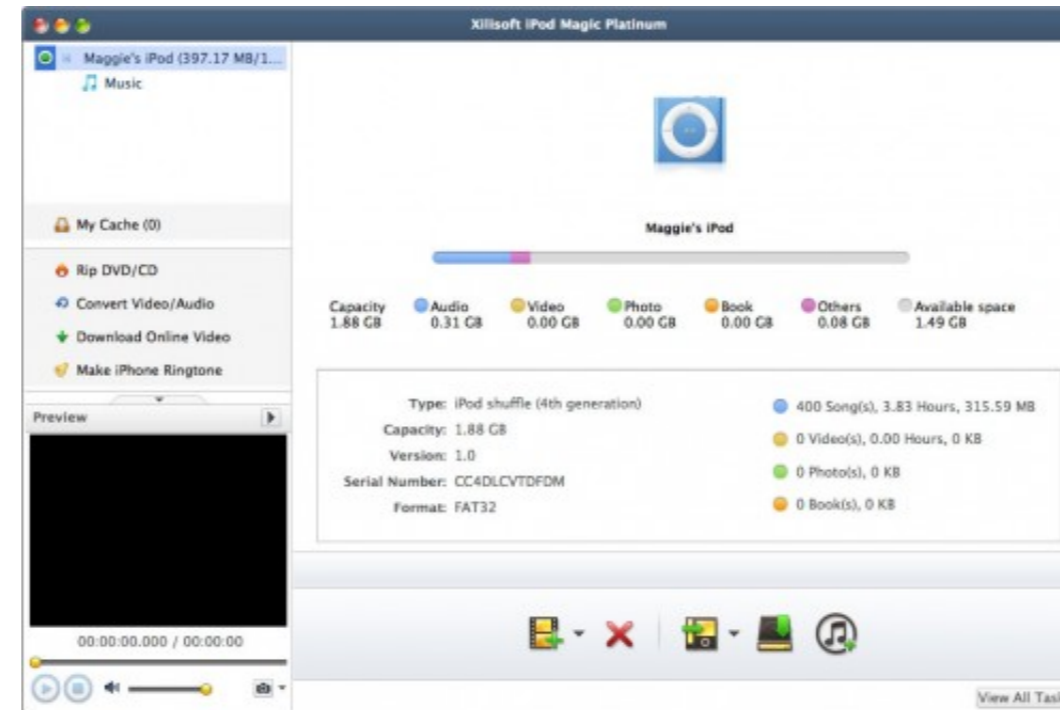 Xilisoft iPod Magic Platinum
Maggie's iPod (397.17 MB/1...
Music
My Cache (0)
Rip DVD/CD
Convert Video/Audio
Download Online Video
Make iPhone Ringtone
Preview
00:00:00.000 / 00:00:00
Maggie's iPod
Capacity Audio Video Photo Book Others Available space
1.88 GB 0.31 GB 0.00 GB 0.00 GB 0.00 GB 0.08 GB 1.49 GB
Type: iPod shuffle (4th generation)
Capacity: 1.88 GB
Version: 1.0
Serial Number: CC4DLCVTDFDM
Format: FAT32
400 Song(s), 3.83 Hours, 315.59 MB
0 Video(s), 0.00 Hours, 0 KB
0 Photo(s), 0 KB
0 Book(s), 0 KB
View All Tas